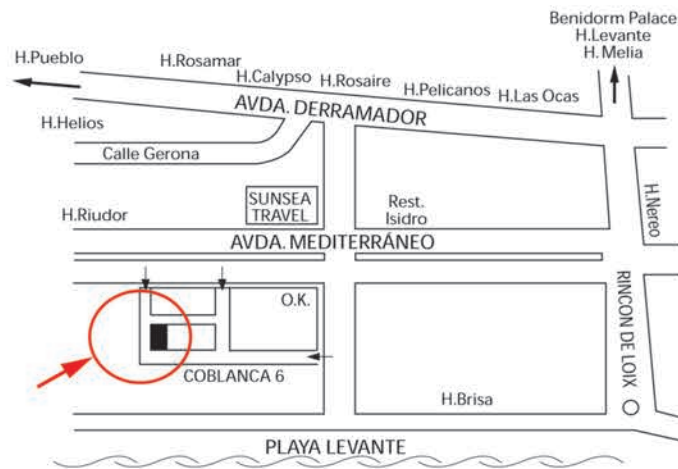 Benidorm Palace
H.Levante
H. Melia
H.Pueblo
H.Rosamar
H.Calypso
H.Rosaire
H.Pelicanos
H.Las Ocas
AVDA. DERRAMADOR
H.Helios
Calle Gerona
SUNSEA
TRAVEL
Rest.
Isidro
H.Riudor
H.Nereo
AVDA. MEDITERRÁNEO
O.K.
RINCON DE LOIX
COBLANCA 6
H.Brisa
PLAYA LEVANTE